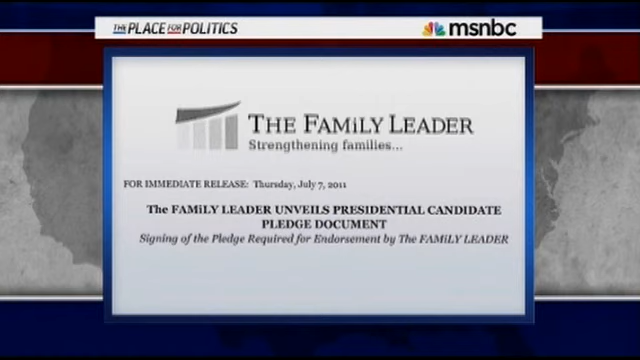 THE PLACE FOR POLITICS
msnbc
THE FAMiLY LEADER
Strengthening families...
FOR IMMEDIATE RELEASE: Thursday, July 7, 2011
The FAMiLY LEADER UNVEILS PRESIDENTIAL CANDIDATE
PLEDGE DOCUMENT
Signing of the Pledge Required for Endorsement by The FAMiLY LEADER